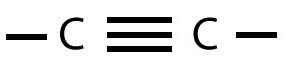 — C ≡ C —